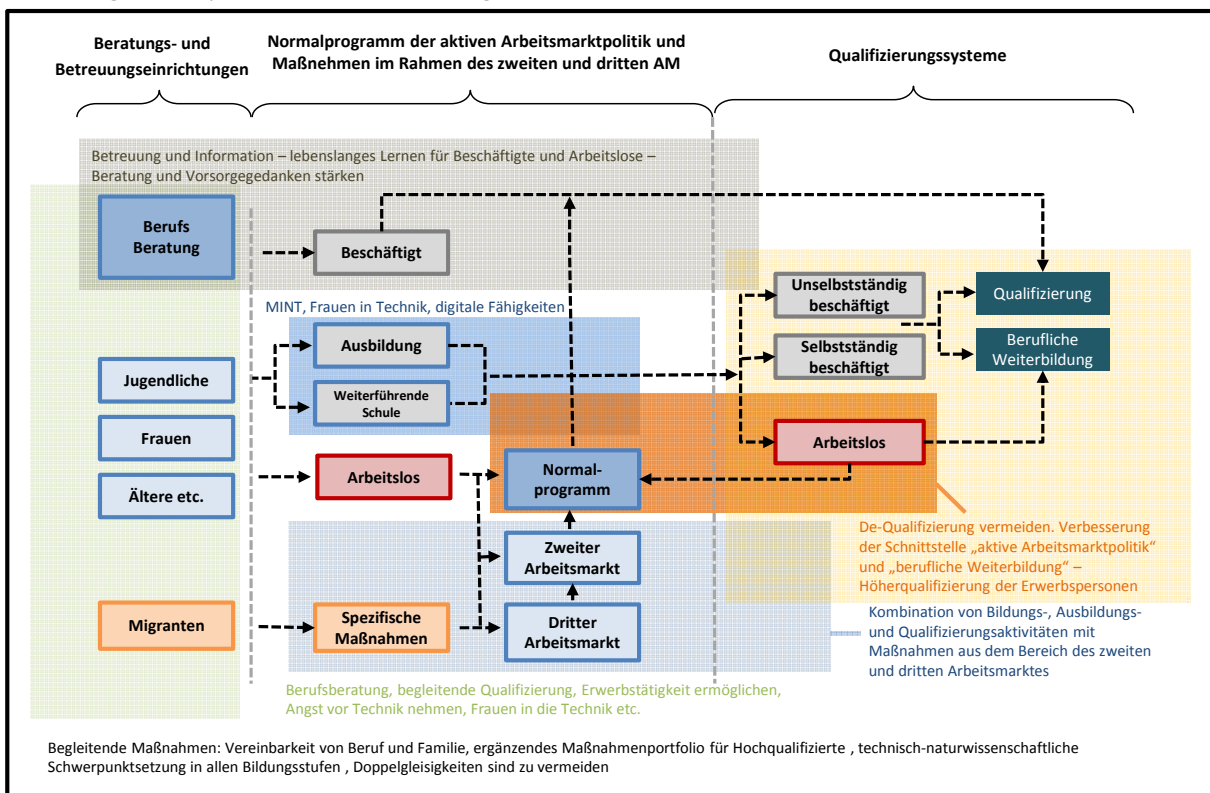 Beratungs- und
Betreuungseinrichtungen
Normalprogramm der aktiven Arbeitsmarktpolitik und
Maßnehmen im Rahmen des zweiten und dritten AM
Qualifizierungssysteme
Betreuung und Information – lebenslanges Lernen für Beschäftigte und Arbeitslose –
Beratung und Vorsorgegedanken stärken
Berufs
Beratung
Beschäftigt
Unselbstständig
beschäftigt
Qualifizierung
MINT, Frauen in Technik, digitale Fähigkeiten
Ausbildung
Selbstständig
beschäftigt
Berufliche
Weiterbildung
Jugendliche
Weiterführende
Schule
Frauen
Arbeitslos
Ältere etc.
Arbeitslos
Normal-
programm
De-Qualifizierung vermeiden. Verbesserung
der Schnittstelle „aktive Arbeitsmarktpolitik“
und „berufliche Weiterbildung“ –
Höherqualifizierung der Erwerbspersonen
Zweiter
Arbeitsmarkt
Migranten
Spezifische
Maßnahmen
Dritter
Arbeitsmarkt
Kombination von Bildungs-, Ausbildungs-
und Qualifizierungsaktivitäten mit
Maßnahmen aus dem Bereich des zweiten
und dritten Arbeitsmarktes
Berufsberatung, begleitende Qualifizierung, Erwerbstätigkeit ermöglichen,
Angst vor Technik nehmen, Frauen in die Technik etc.
Begleitende Maßnahmen: Vereinbarkeit von Beruf und Familie, ergänzendes Maßnahmenportfolio für Hochqualifizierte , technisch-naturwissenschaftliche
Schwerpunktsetzung in allen Bildungsstufen , Doppelgleisigkeiten sind zu vermeiden